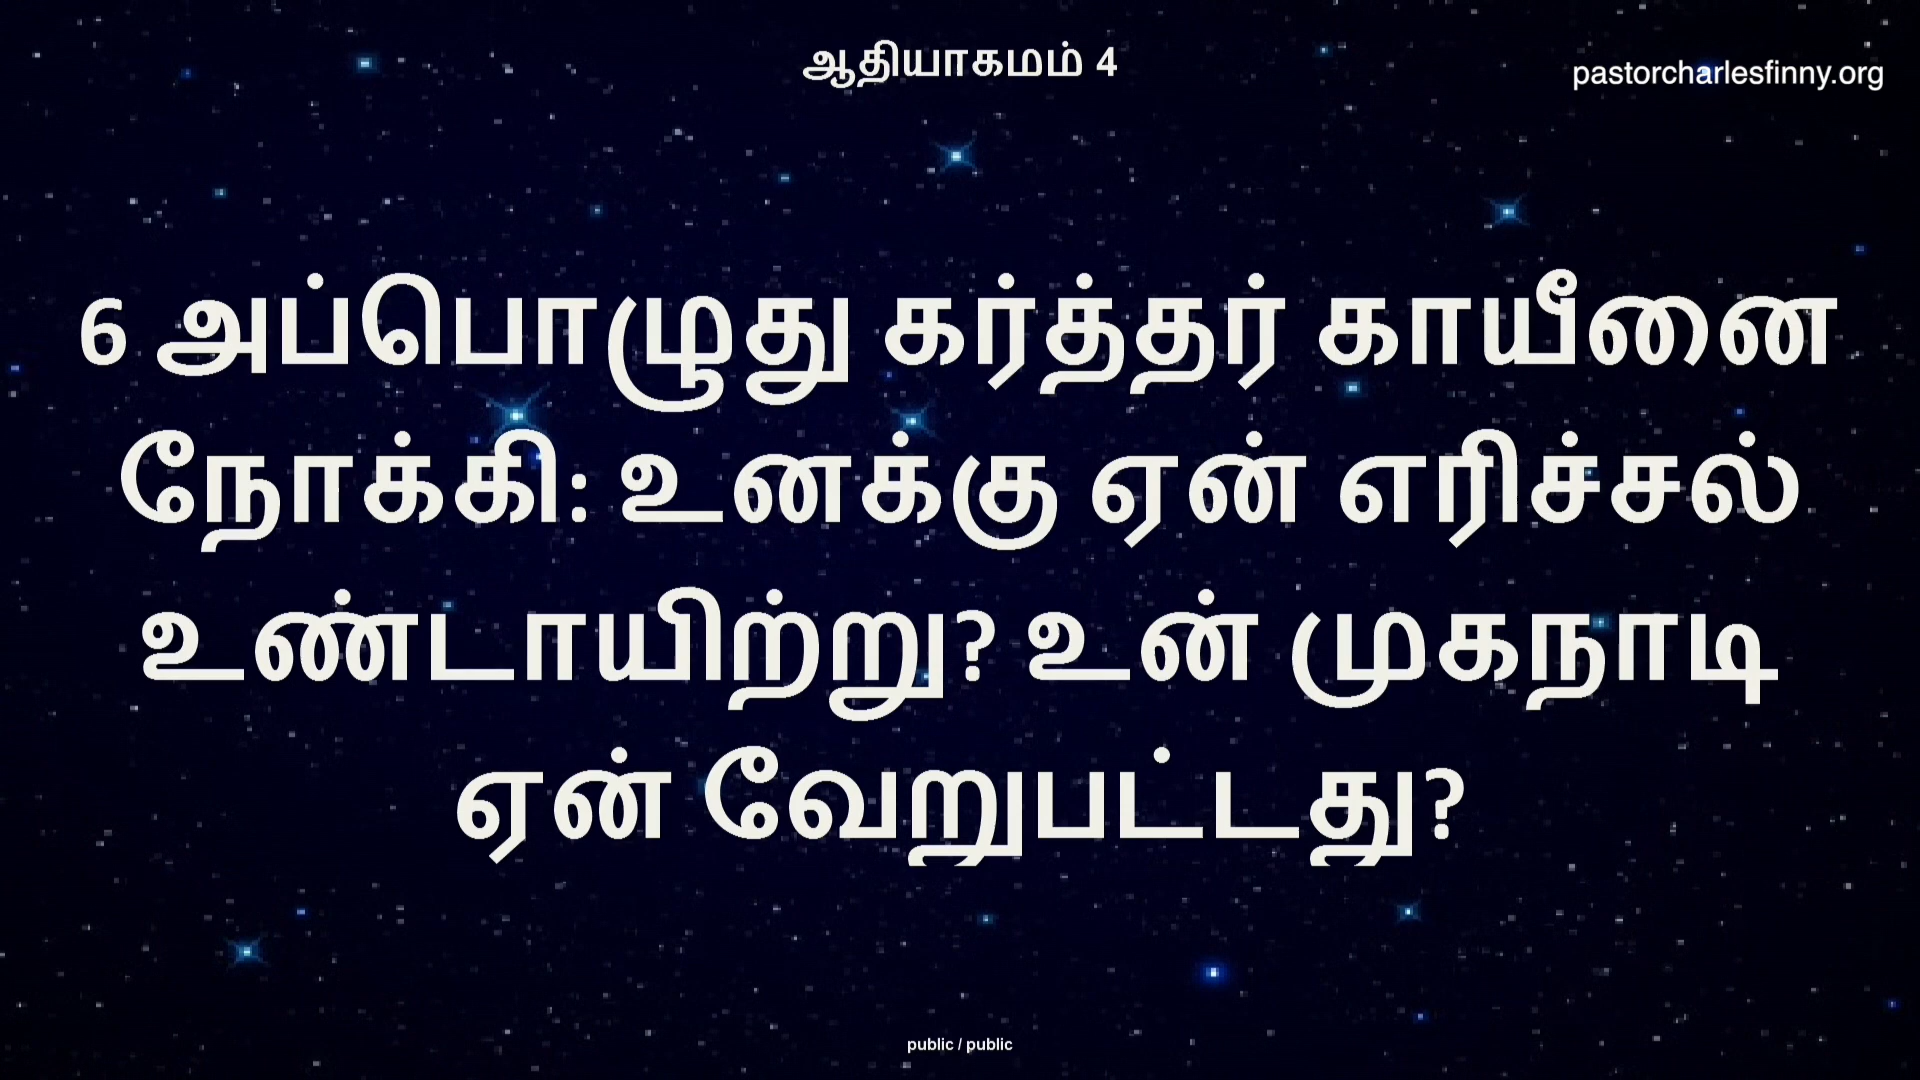 ஆதியாகமம் 4
pastorcharlesfinny.org
6 அப்பொழுது கர்த்தர் காயீனை
நோக்கி: உனக்கு ஏன் எரிச்சல்
உண்டாயிற்று? உன் முகநாடி
ஏன் வேறுபட்டது?
public / public